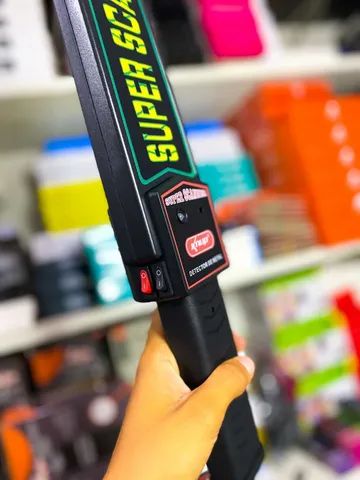 SUPER SCA
SUPER SCANNER
DETECTOR DE METAL